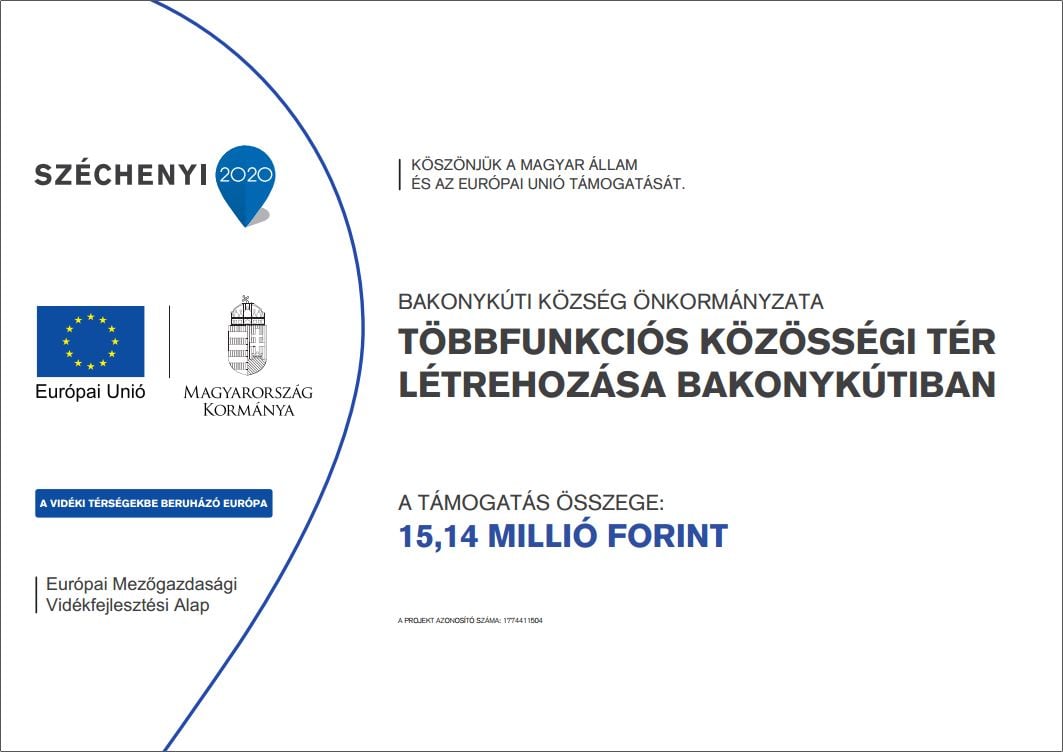 SZÉCHENYI 2020
KÖSZÖNJÜK A MAGYAR ÁLLAM
ÉS AZ EURÓPAI UNIÓ TÁMOGATÁSÁT.
Európai Unió
MAGYARORSZÁG
KORMÁNYA
BAKONYKÚTI KÖZSÉG ÖNKORMÁNYZATA
TÖBBFUNKCIÓS KÖZÖSSÉGI TÉR
LÉTREHOZÁSA BAKONYKÚTIBAN
A VIDÉKI TÉRSÉGEKBE BERUHÁZÓ EURÓPA
A TÁMOGATÁS ÖSSZEGE:
15,14 MILLIÓ FORINT
Európai Mezőgazdasági
Vidékfejlesztési Alap
A PROJEKT AZONOSÍTÓ SZÁMA: 1774411504